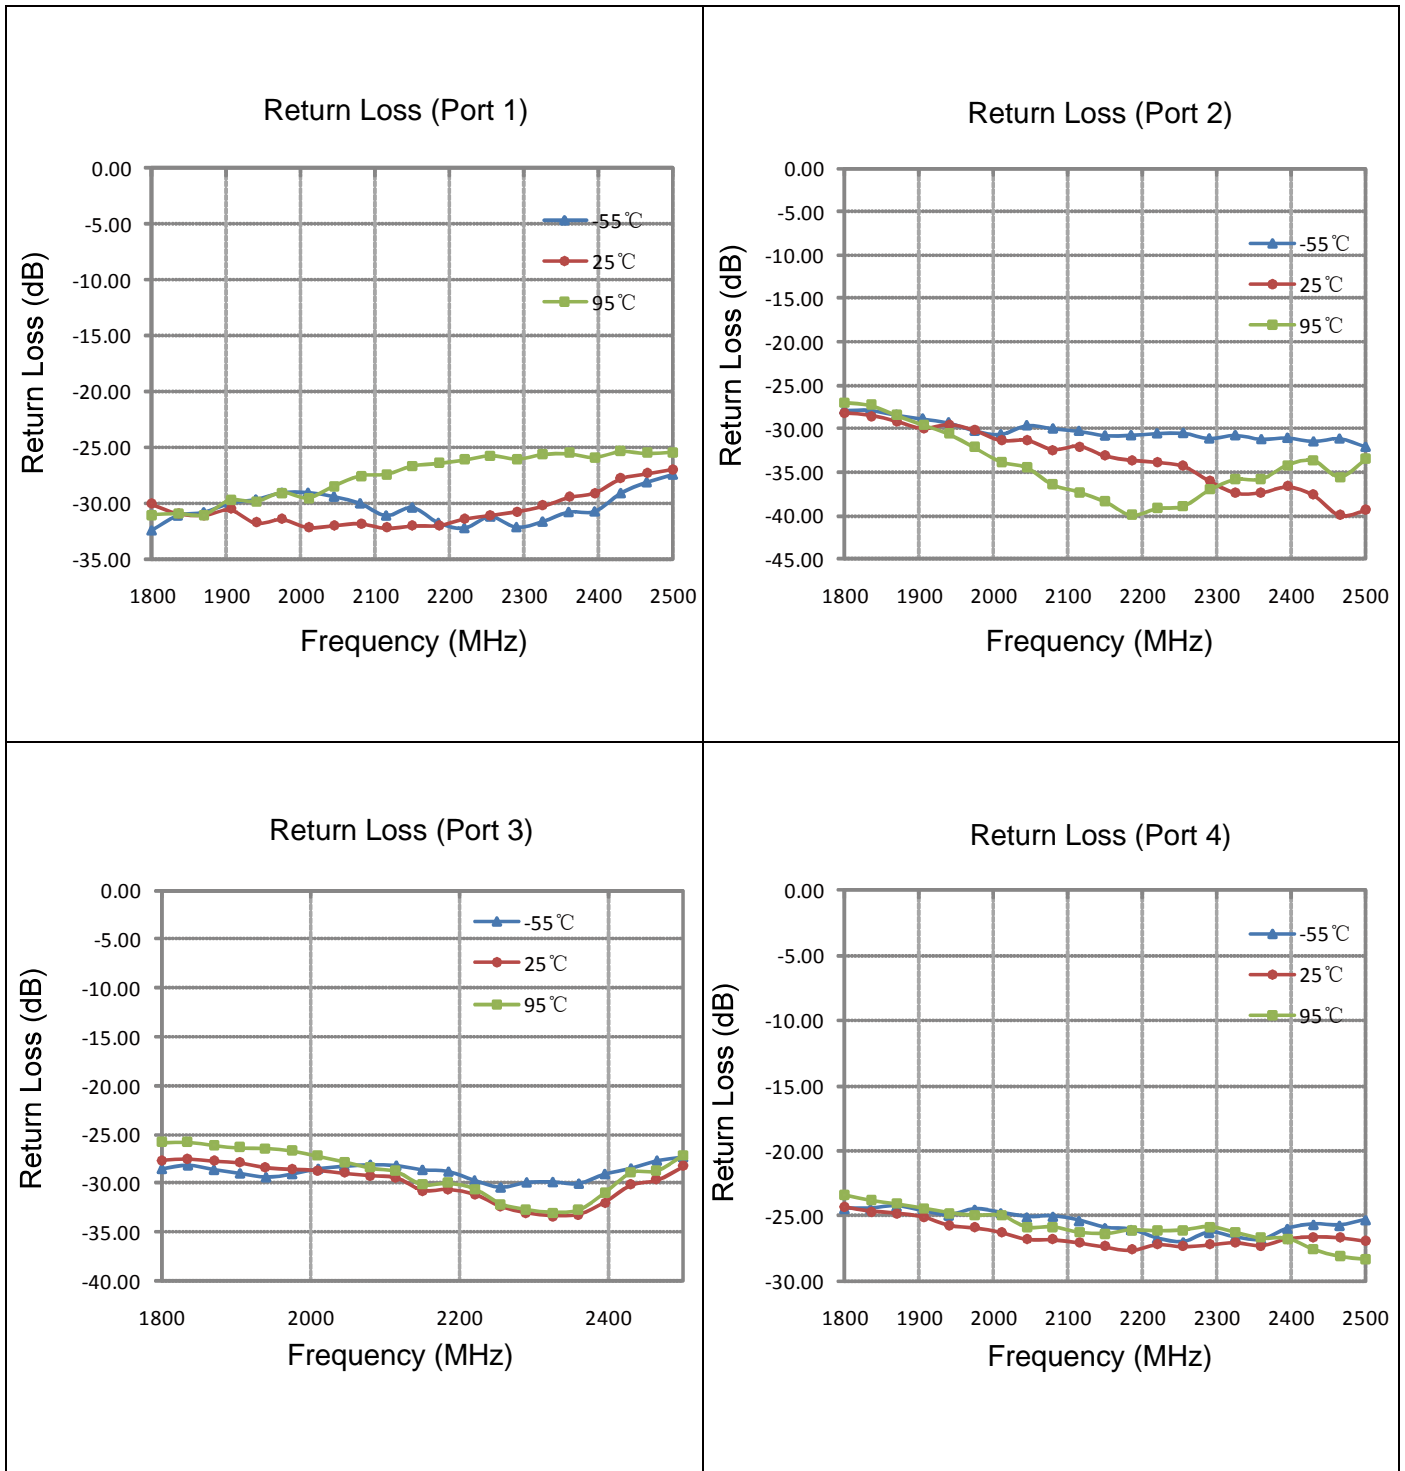 Return Loss (Port 1)
Return Loss (dB)
0.00
-5.00
-10.00
-15.00
-20.00
-25.00
-30.00
-35.00
-55℃
25℃
95℃
1800 1900 2000 2100 2200 2300 2400 2500
Frequency (MHz)
Return Loss (Port 2)
Return Loss (dB)
0.00
-5.00
-10.00
-15.00
-20.00
-25.00
-30.00
-35.00
-40.00
-45.00
-55℃
25℃
95℃
1800 1900 2000 2100 2200 2300 2400 2500
Frequency (MHz)
Return Loss (Port 3)
Return Loss (dB)
0.00
-5.00
-10.00
-15.00
-20.00
-25.00
-30.00
-35.00
-40.00
-55℃
25℃
95℃
1800 2000 2200 2400
Frequency (MHz)
Return Loss (Port 4)
Return Loss (dB)
0.00
-5.00
-10.00
-15.00
-20.00
-25.00
-30.00
-55℃
25℃
95℃
1800 1900 2000 2100 2200 2300 2400 2500
Frequency (MHz)